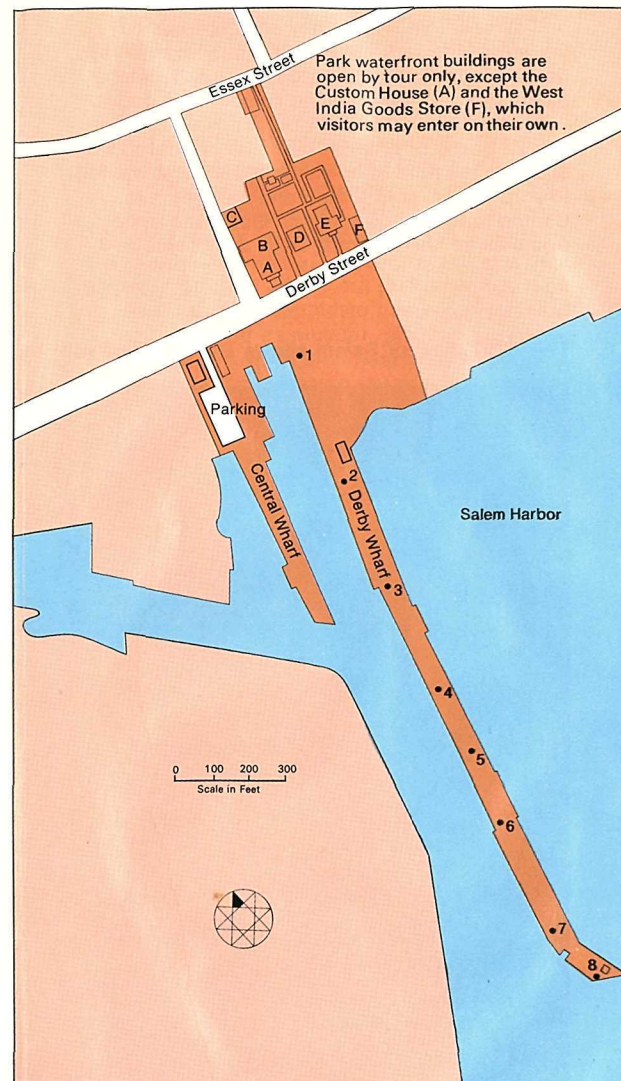 Essex Street
Park waterfront buildings are
open by tour only, except the
Custom House (A) and the West
India Goods Store (F), which
visitors may enter on their own.
C
B
A
D
E
F
Derby Street
1
Parking
2
Central Wharf
Derby Wharf
Salem Harbor
3
4
5
6
7
8
0 100 200 300
Scale in Feet